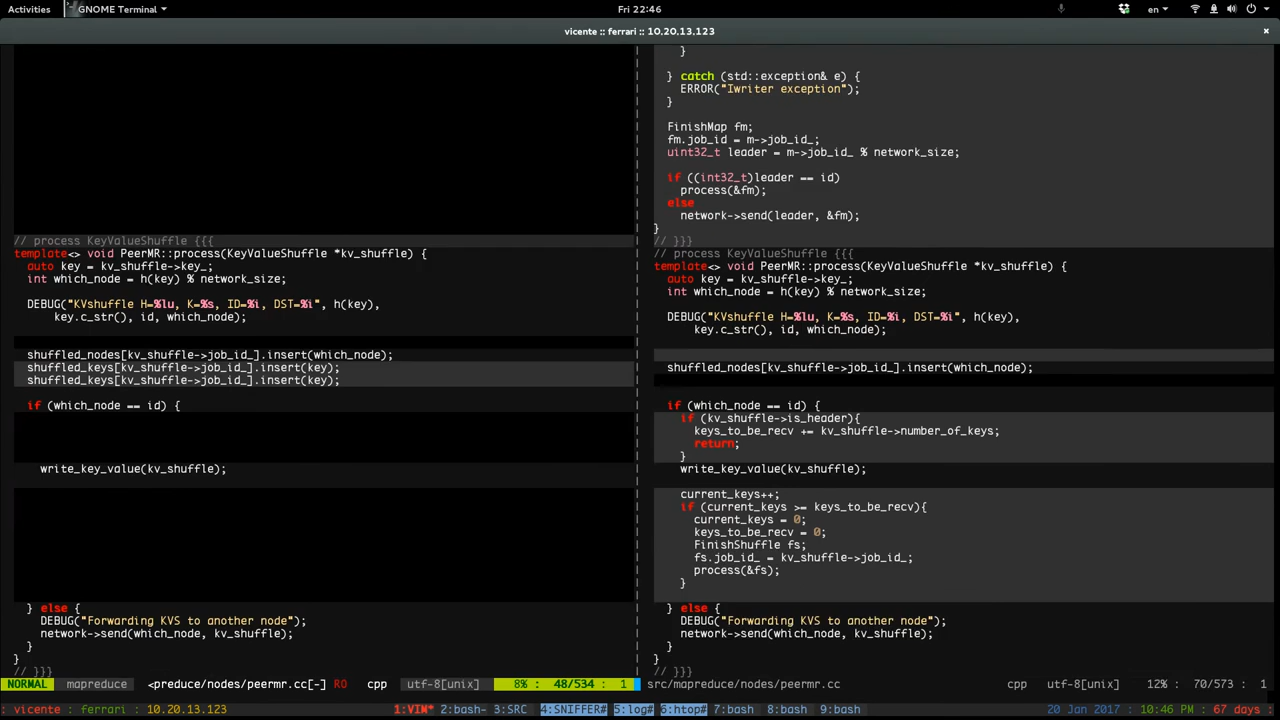 Activities GNOME Terminal Fri 22:46 en
vicente :: ferrari :: 10.20.13.123 ×
// process KeyValueShuffle {{{
template<> void PeerMR::process(KeyValueShuffle *kv_shuffle) {
auto key = kv_shuffle->key_;
int which_node = h(key) % network_size;
DEBUG("KVshuffle H=%lu, K=%s, ID=%i, DST=%i", h(key),
key.c_str(), id, which_node);
shuffled_nodes[kv_shuffle->job_id_].insert(which_node);
shuffled_keys[kv_shuffle->job_id_].insert(key);
shuffled_keys[kv_shuffle->job_id_].insert(key);
if (which_node == id) {
write_key_value(kv_shuffle);
} else {
DEBUG("Forwarding KVS to another node");
network->send(which_node, kv_shuffle);
}
}
// }}}
}
} catch (std::exception& e) {
ERROR("Iwriter exception");
}
FinishMap fm;
fm.job_id = m->job_id_;
uint32_t leader = m->job_id_ % network_size;
if ((int32_t)leader == id)
process(&fm);
else
network->send(leader, &fm);
}
// }}}
// process KeyValueShuffle {{{
template<> void PeerMR::process(KeyValueShuffle *kv_shuffle) {
auto key = kv_shuffle->key_;
int which_node = h(key) % network_size;
DEBUG("KVshuffle H=%lu, K=%s, ID=%i, DST=%i", h(key),
key.c_str(), id, which_node);
shuffled_nodes[kv_shuffle->job_id_].insert(which_node);
if (which_node == id) {
if (kv_shuffle->is_header){
keys_to_be_recv += kv_shuffle->number_of_keys;
return;
}
write_key_value(kv_shuffle);
current_keys++;
if (current_keys >= keys_to_be_recv){
current_keys = 0;
keys_to_be_recv = 0;
FinishShuffle fs;
fs.job_id_ = kv_shuffle->job_id_;
process(&fs);
}
} else {
DEBUG("Forwarding KVS to another node");
network->send(which_node, kv_shuffle);
}
}
// }}}
NORMAL mapreduce <preduce/nodes/peermr.cc[-] RO cpp utf-8[unix] 8% : 48/534 : 1 src/mapreduce/nodes/peermr.cc cpp utf-8[unix] 12% : 70/573 : 1
: vicente : ferrari : 10.20.13.123 1:VIM* 2:bash- 3:SRC 4:SNIFFER# 5:log# 6:htop# 7:bash 8:bash 9:bash 20 Jan 2017 : 10:46 PM : 67 days :